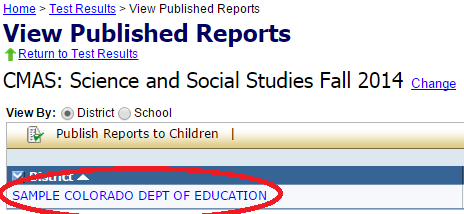 Home > Test Results > View Published Reports
View Published Reports
Return to Test Results
CMAS: Science and Social Studies Fall 2014 Change
View By: District School
Publish Reports to Children |
District
SAMPLE COLORADO DEPT OF EDUCATION